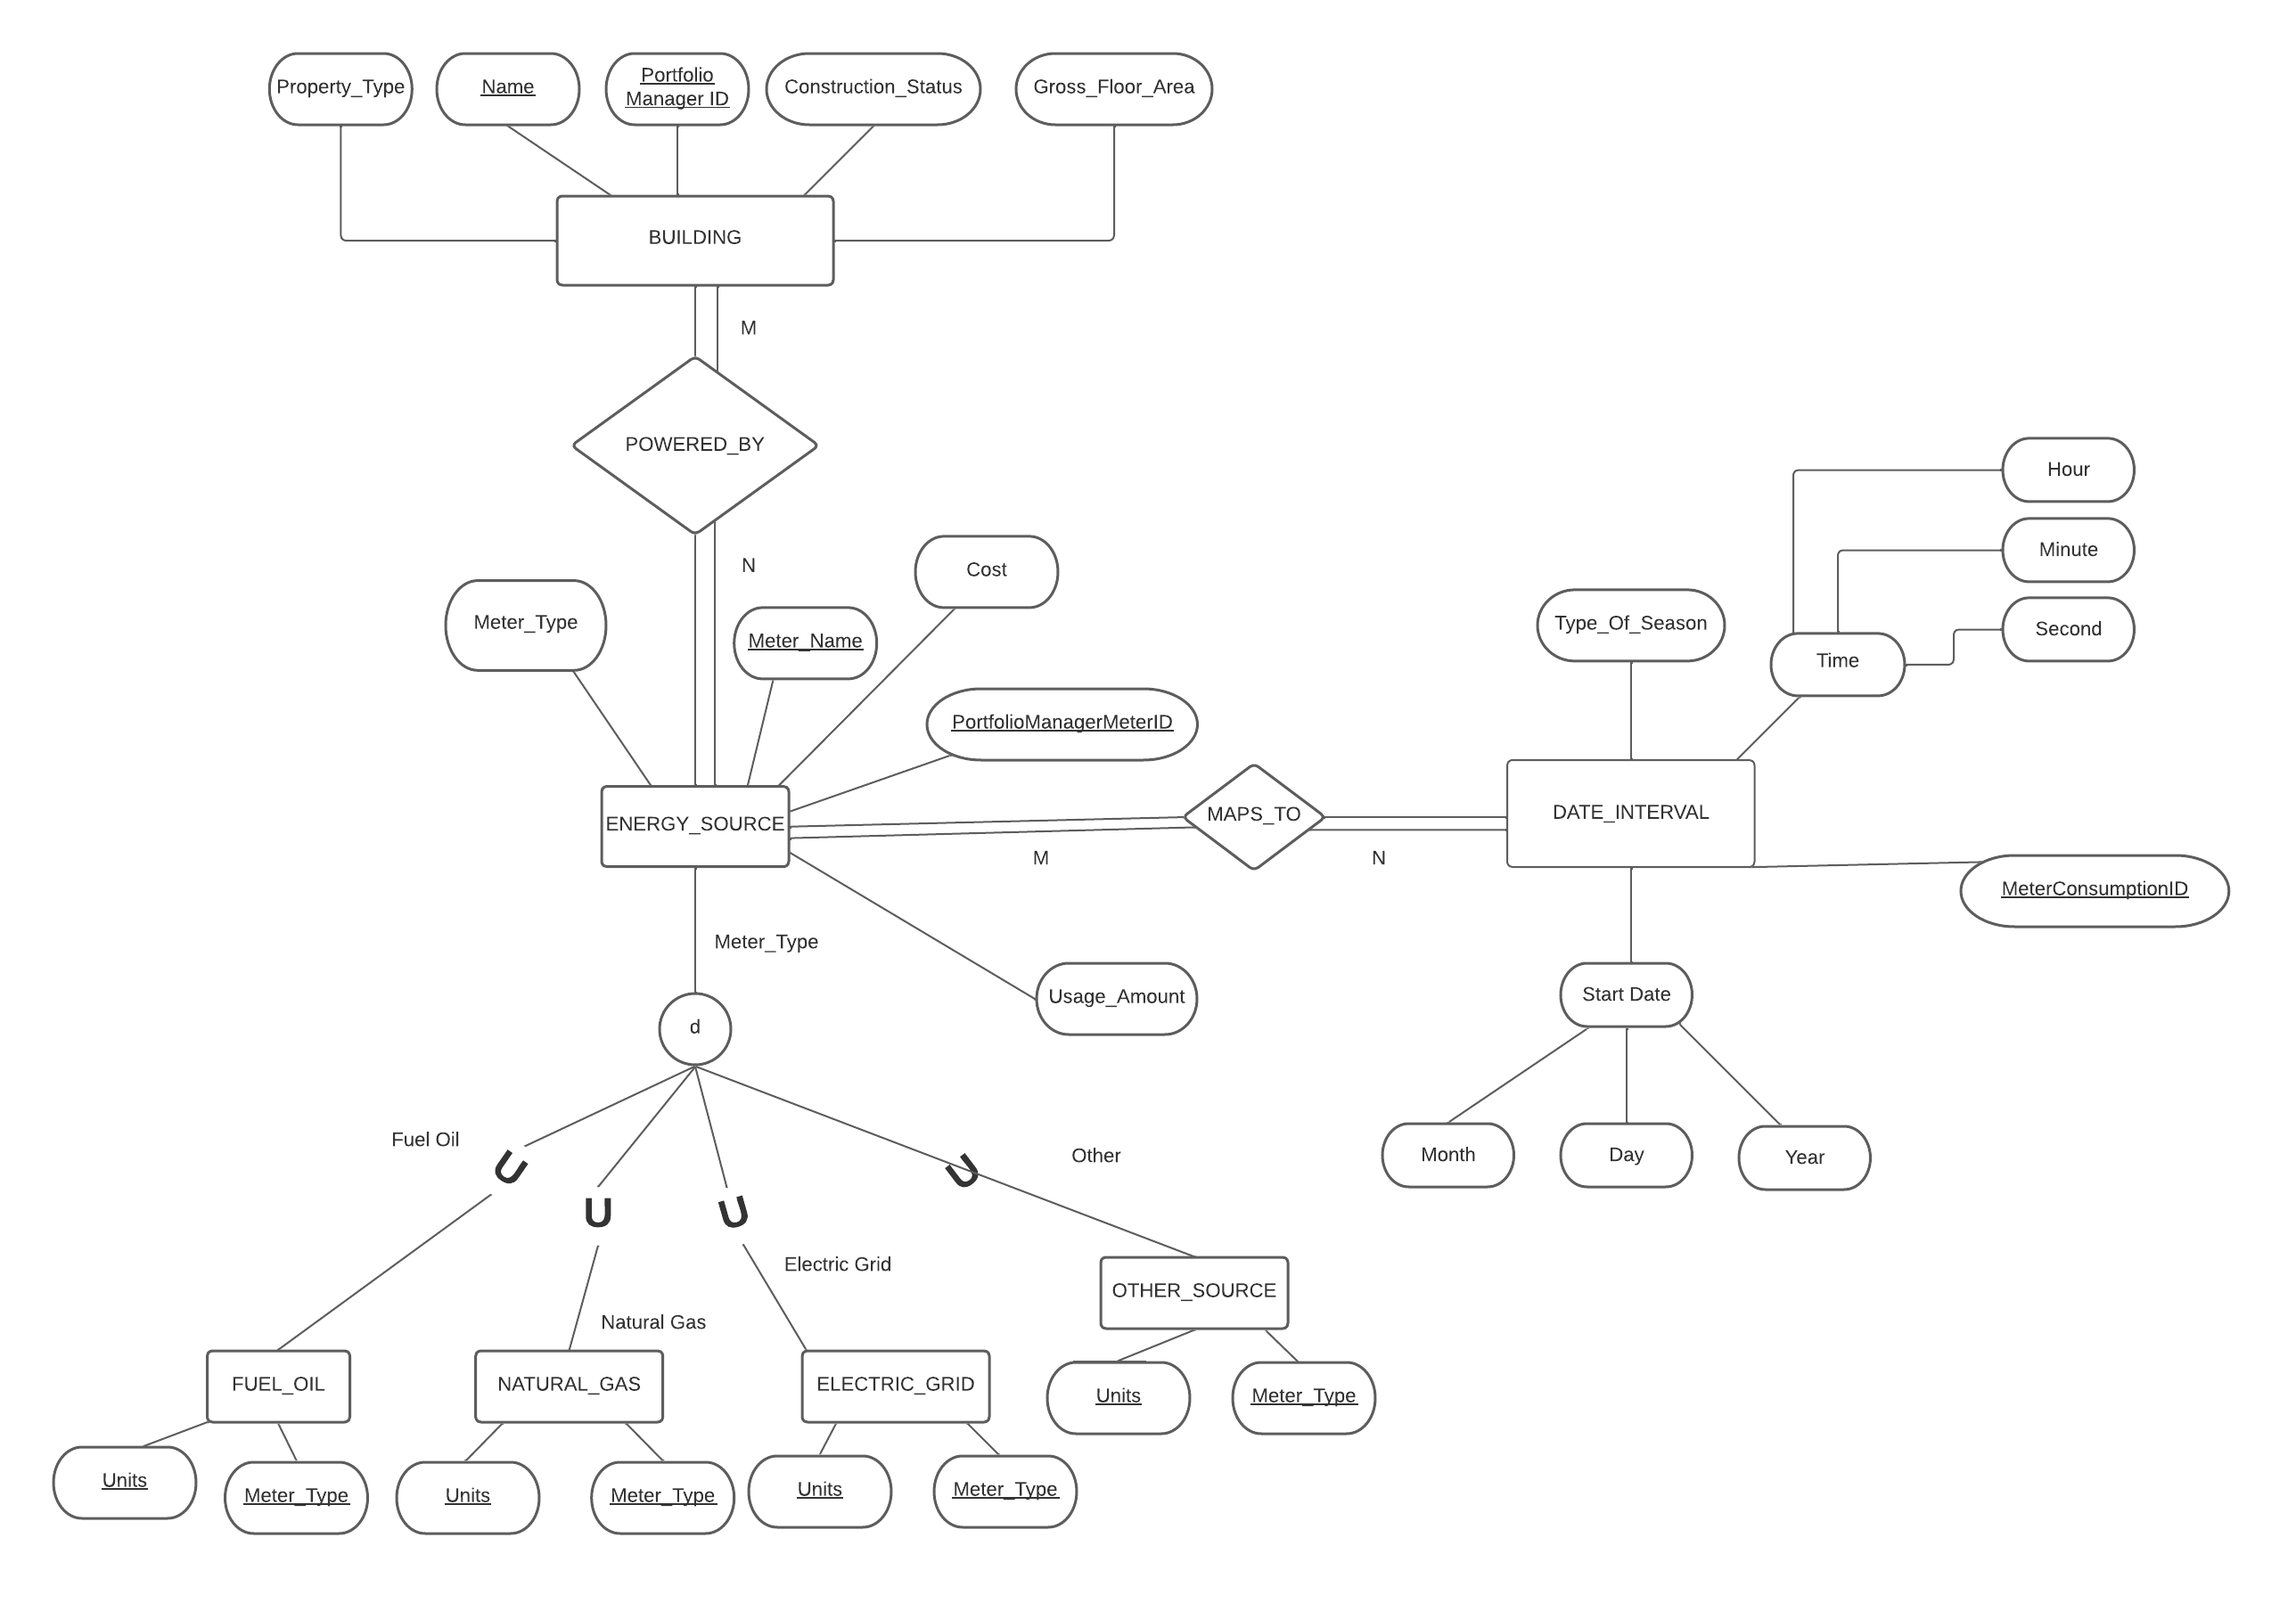 Property_Type
Name
Portfolio
Manager ID
Construction_Status
Gross_Floor_Area
BUILDING
M
POWERED_BY
N
Hour
Minute
Second
Time
Type_Of_Season
Cost
Meter_Type
Meter_Name
PortfolioManagerMeterID
ENERGY_SOURCE
MAPS_TO
DATE_INTERVAL
M
N
MeterConsumptionID
Meter_Type
Usage_Amount
Start Date
d
Month
Day
Year
Fuel Oil
U
U
U
U
Other
Electric Grid
Natural Gas
OTHER_SOURCE
FUEL_OIL
NATURAL_GAS
ELECTRIC_GRID
Units
Meter_Type
Units
Meter_Type
Units
Meter_Type
Units
Meter_Type